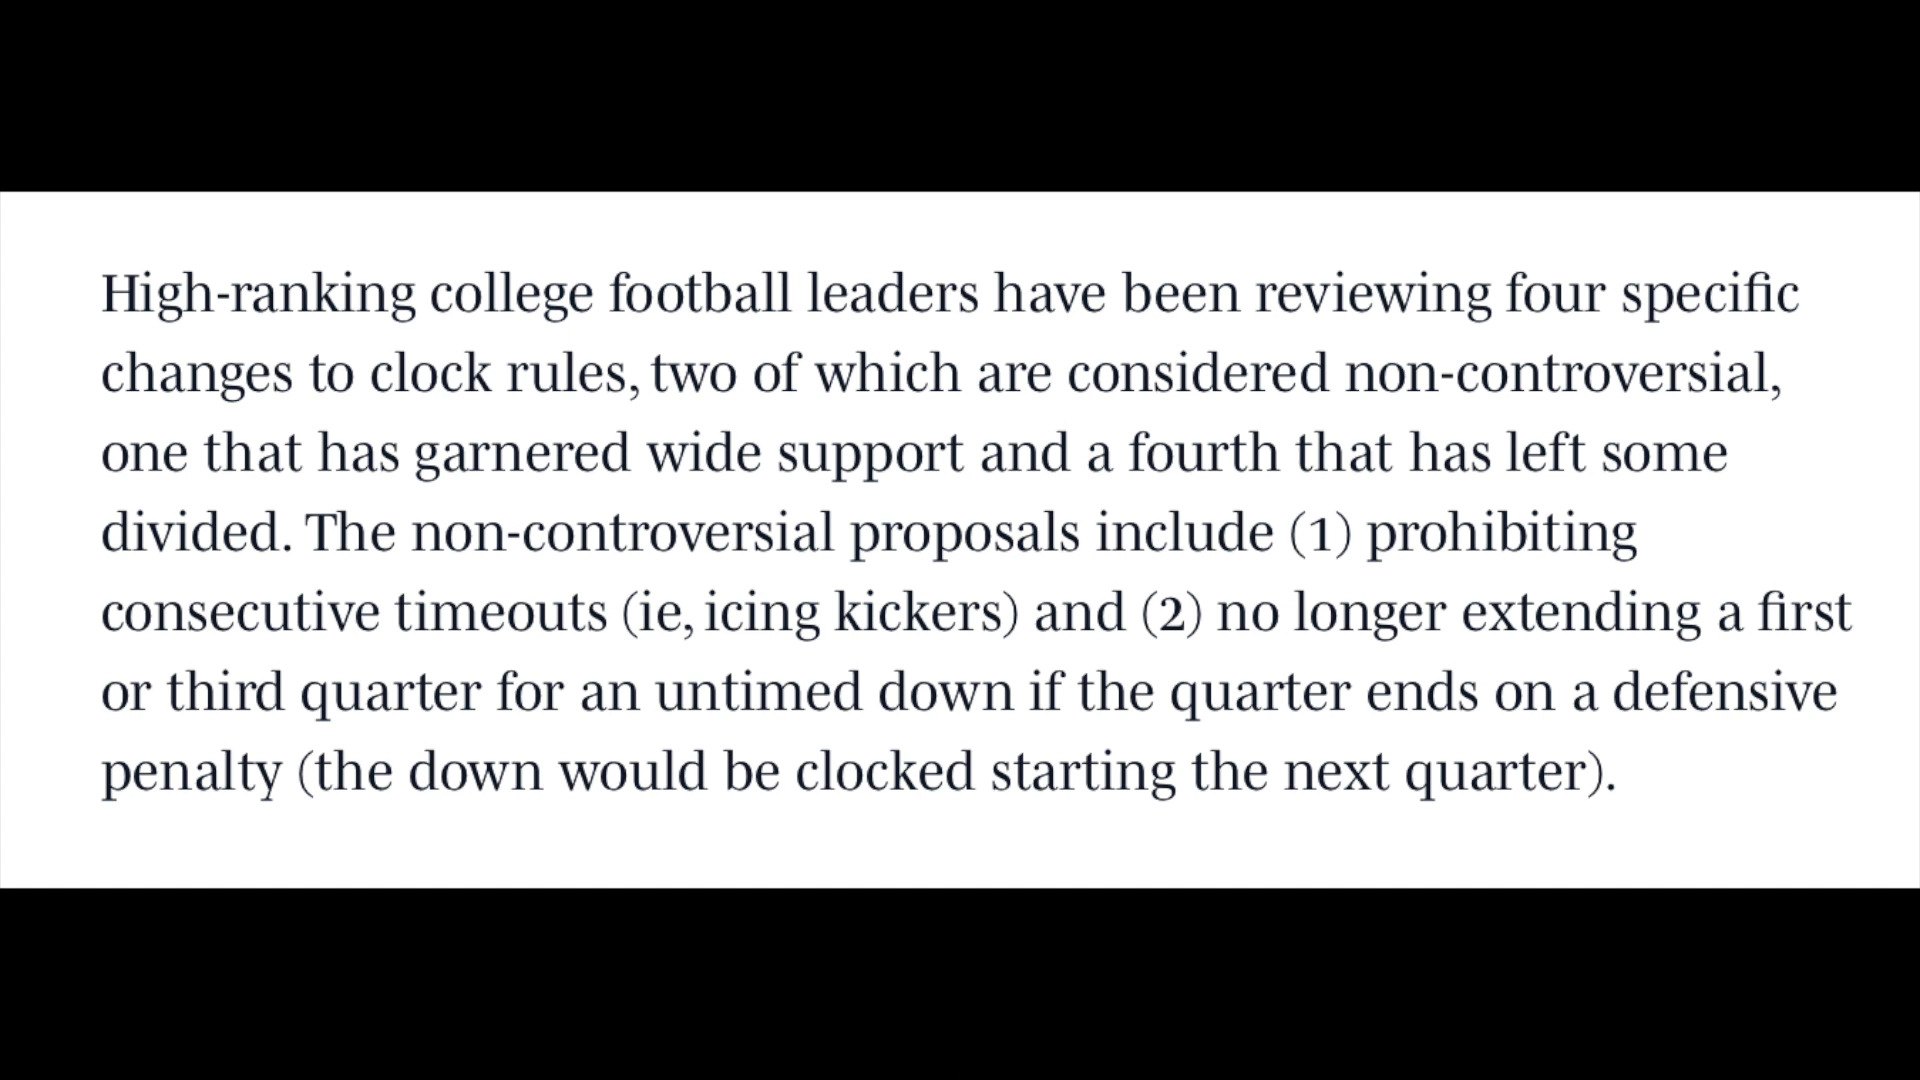 High-ranking college football leaders have been reviewing four specific
changes to clock rules, two of which are considered non-controversial,
one that has garnered wide support and a fourth that has left some
divided. The non-controversial proposals include (1) prohibiting
consecutive timeouts (ie, icing kickers) and (2) no longer extending a first
or third quarter for an untimed down if the quarter ends on a defensive
penalty (the down would be clocked starting the next quarter).